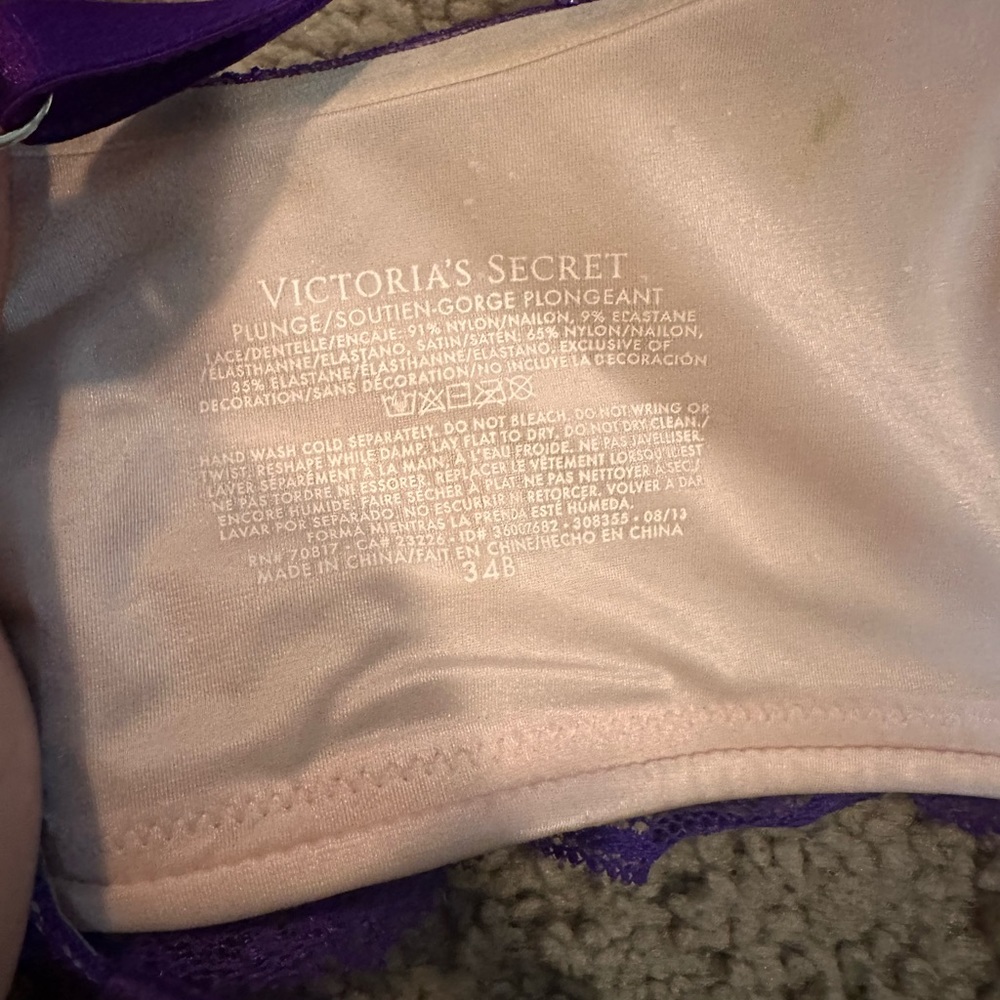 VICTORIA'S SECRET
PLUNGE/SOUTIEN-GORGE PLONGEANT
LACE/DENTELLE/ENCAJE: 91% NYLON/NAILON, 9% ELASTANE
/ÉLASTHANNE/ELASTANO. SATIN/SATÉN: 65% NYLON/NAILON,
35% ELASTANE/ÉLASTHANNE/ELASTANO. EXCLUSIVE OF
DECORATION/SANS DÉCORATION/NO INCLUYE LA DECORACIÓN
HAND WASH COLD SEPARATELY. DO NOT BLEACH. DO NOT WRING OR
TWIST. RESHAPE WHILE DAMP. LAY FLAT TO DRY. DO NOT DRY CLEAN./
LAVER SÉPARÉMENT À LA MAIN, À L'EAU FROIDE. NE PAS JAVELLISER.
NE PAS TORDRE NI ESSORER. REPLACER LE VÊTEMENT LORSQU'IL EST
ENCORE HUMIDE. FAIRE SÉCHER À PLAT. NE PAS NETTOYER À SEC./
LAVAR POR SEPARADO. NO ESCURRIR NI RETORCER. VOLVER A DAR
FORMA MIENTRAS LA PRENDA ESTÉ HÚMEDA.
RN# 70817 - CA# 23226 - ID# 36007682 - 308355 - 08/13
MADE IN CHINA/FAIT EN CHINE/HECHO EN CHINA
34B